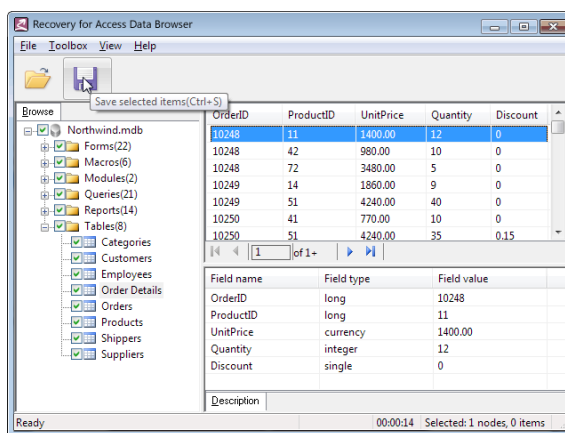 Recovery for Access Data Browser
File Toolbox View Help
Save selected items(Ctrl+S)
Browse
OrderID ProductID UnitPrice Quantity Discount
Northwind.mdb
Forms(22)
Macros(6)
Modules(2)
Queries(21)
Reports(14)
Tables(8)
Categories
Customers
Employees
Order Details
Orders
Products
Shippers
Suppliers
10248 11 1400.00 12 0
10248 42 980.00 10 0
10248 72 3480.00 5 0
10249 14 1860.00 9 0
10249 51 4240.00 40 0
10250 41 770.00 10 0
10250 51 4240.00 35 0.15
1 of 1+
Field name Field type Field value
OrderID long 10248
ProductID long 11
UnitPrice currency 1400.00
Quantity integer 12
Discount single 0
Description
Ready 00:00:14 Selected: 1 nodes, 0 items